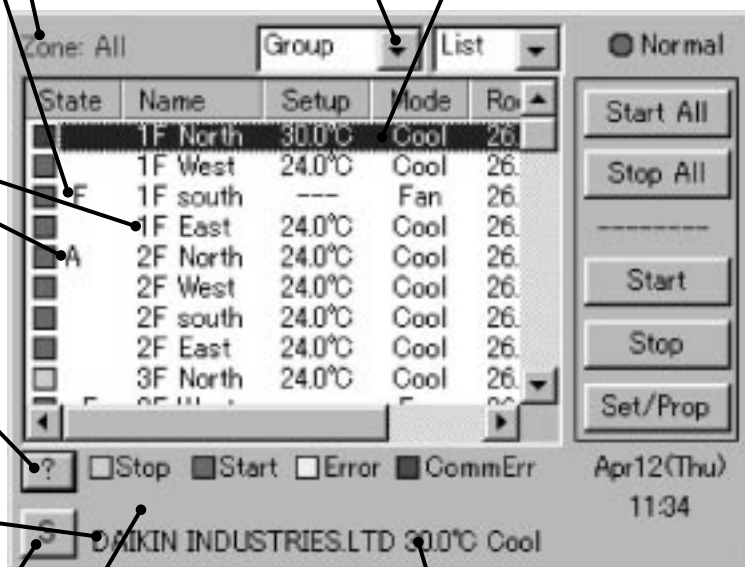 Zone: All Group List Normal
State Name Setup Mode
1F North 30.0°C Cool 26.
1F West 24.0°C Cool 26.
F 1F south --- Fan 26.
1F East 24.0°C Cool 26.
A 2F North 24.0°C Cool 26.
2F West 24.0°C Cool 26.
2F south 24.0°C Cool 26.
2F East 24.0°C Cool 26.
3F North 24.0°C Cool 26.
Start All
Stop All
--------
Start
Stop
Set/Prop
? Stop Start Error CommErr
Apr12(Thu)
11:34
S DAIKIN INDUSTRIES.LTD 30.0°C Cool